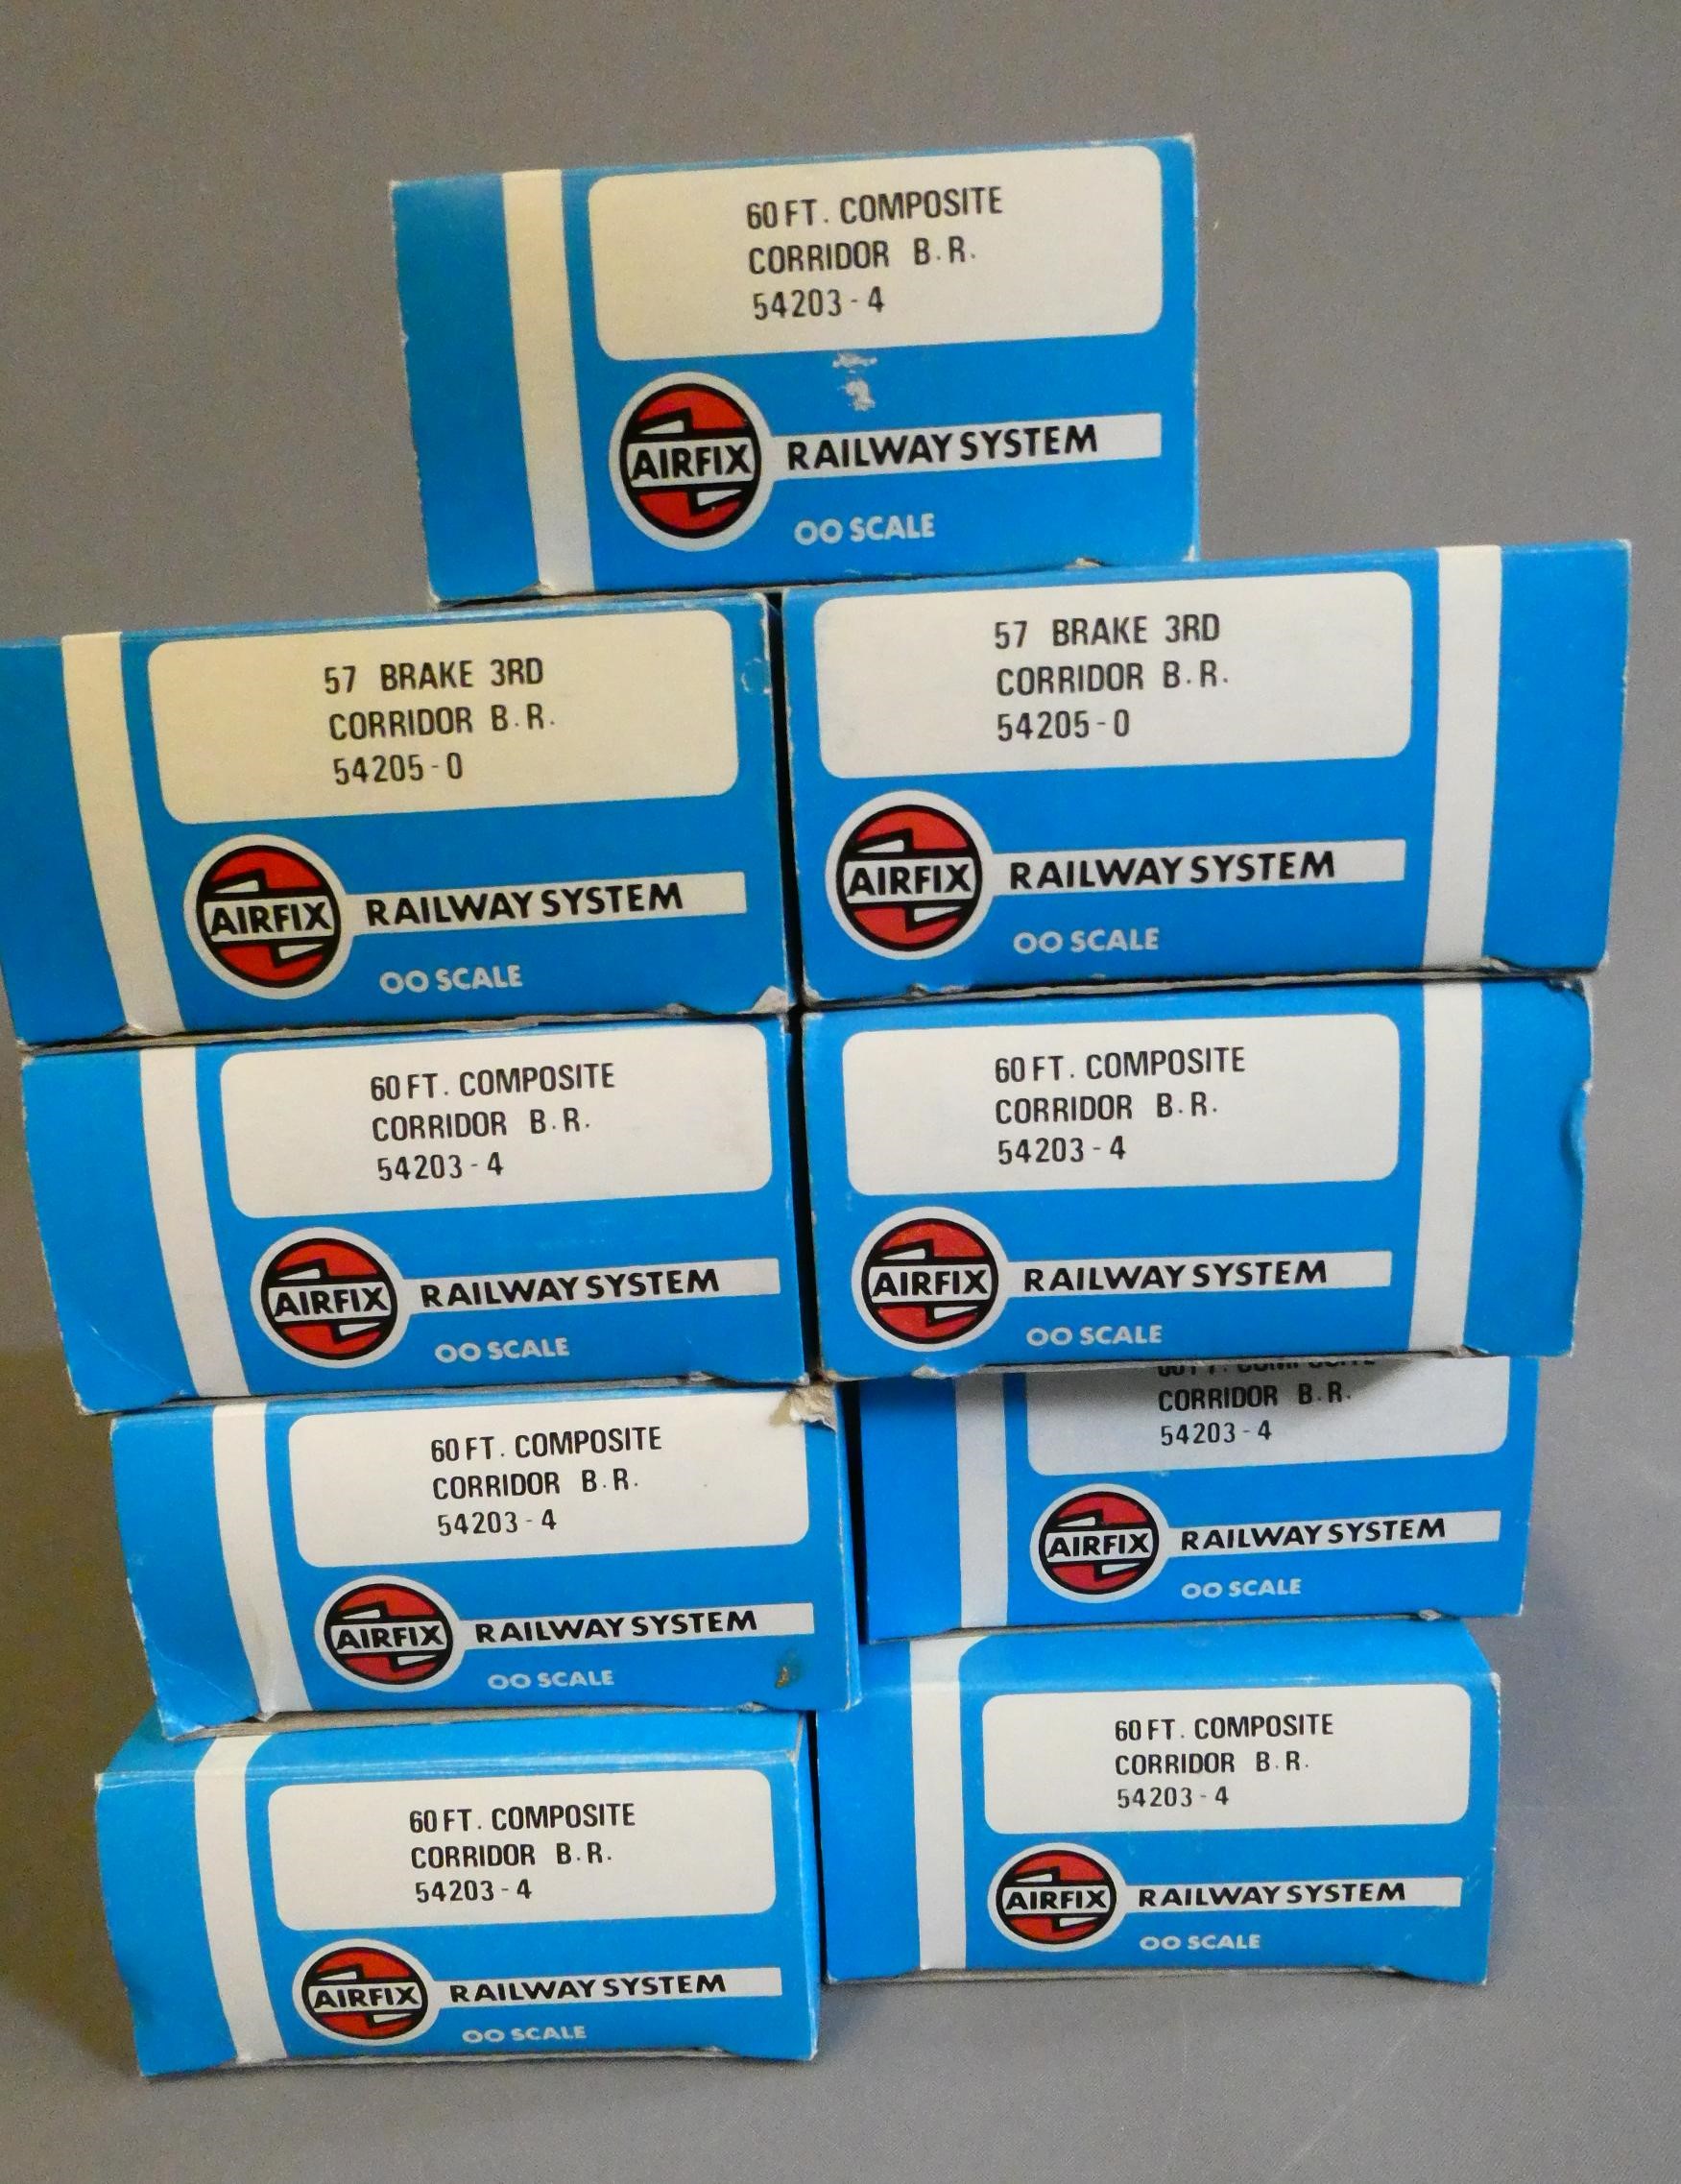 60 FT. COMPOSITE
CORRIDOR B.R.
54203-4
AIRFIX RAILWAY SYSTEM
OO SCALE
57 BRAKE 3RD
CORRIDOR B.R.
54205-0
AIRFIX RAILWAY SYSTEM
OO SCALE
57 BRAKE 3RD
CORRIDOR B.R.
54205-0
AIRFIX RAILWAY SYSTEM
OO SCALE
60 FT. COMPOSITE
CORRIDOR B.R.
54203-4
AIRFIX RAILWAY SYSTEM
OO SCALE
60 FT. COMPOSITE
CORRIDOR B.R.
54203-4
AIRFIX RAILWAY SYSTEM
OO SCALE
60 FT. COMPOSITE
CORRIDOR B.R.
54203-4
AIRFIX RAILWAY SYSTEM
OO SCALE
CORRIDOR B.R.
54203-4
AIRFIX RAILWAY SYSTEM
OO SCALE
60 FT. COMPOSITE
CORRIDOR B.R.
54203-4
AIRFIX RAILWAY SYSTEM
OO SCALE
60 FT. COMPOSITE
CORRIDOR B.R.
54203-4
AIRFIX RAILWAY SYSTEM
OO SCALE